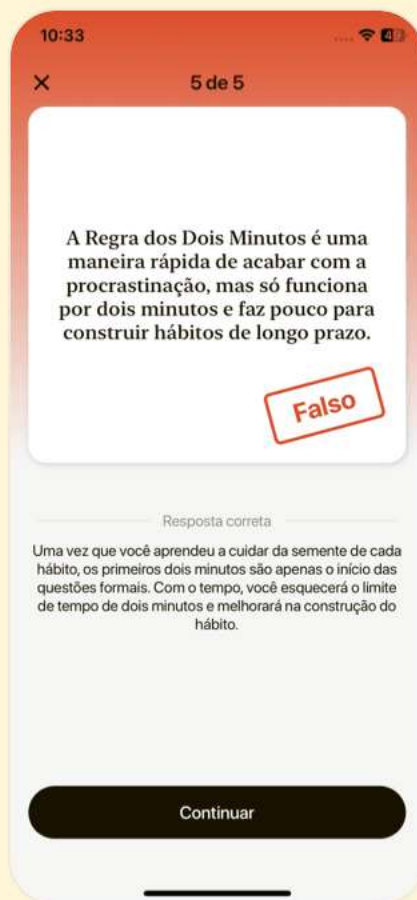 10:33
5 de 5
A Regra dos Dois Minutos é uma
maneira rápida de acabar com a
procrastinação, mas só funciona
por dois minutos e faz pouco para
construir hábitos de longo prazo.
Falso
Resposta correta
Uma vez que você aprendeu a cuidar da semente de cada
hábito, os primeiros dois minutos são apenas o início das
questões formais. Com o tempo, você esquecerá o limite
de tempo de dois minutos e melhorará na construção do
hábito.
Continuar